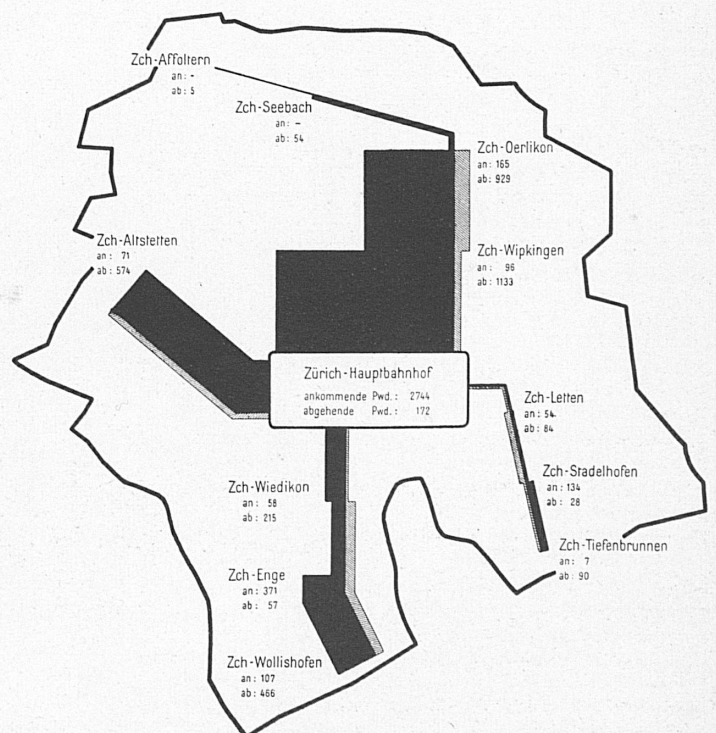 Zch-Affoltern
an: -
ab: 5
Zch-Seebach
an: -
ab: 54
Zch-Oerlikon
an: 165
ab: 929
Zch-Altstetten
an: 71
ab: 574
Zch-Wipkingen
an: 96
ab: 1133
Zürich-Hauptbahnhof
ankommende Pwd.: 2744
abgehende Pwd.: 172
Zch-Letten
an: 54
ab: 84
Zch-Stadelhofen
an: 134
ab: 28
Zch-Wiedikon
an: 58
ab: 215
Zch-Tiefenbrunnen
an: 7
ab: 90
Zch-Enge
an: 371
ab: 57
Zch-Wollishofen
an: 107
ab: 466